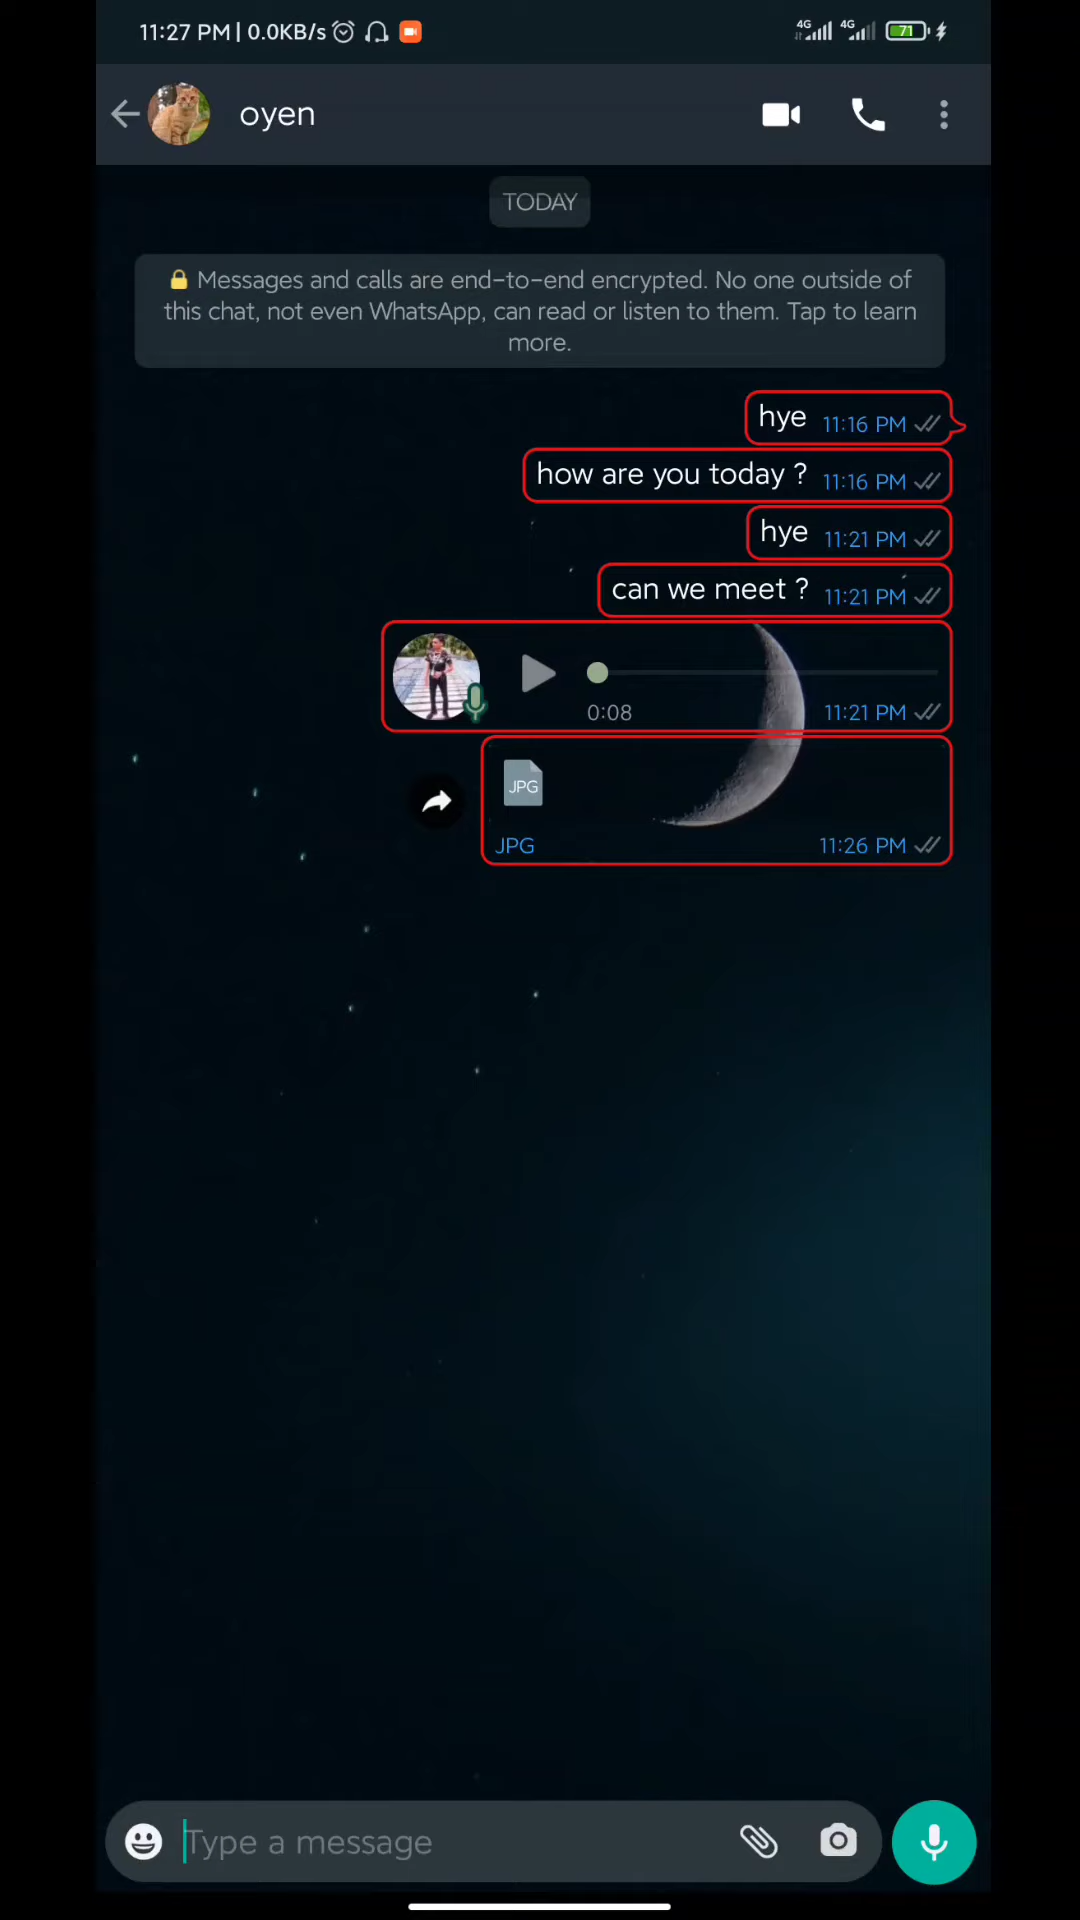 11:27 PM | 0.0KB/s
4G 4G 71
oyen
TODAY
Messages and calls are end-to-end encrypted. No one outside of
this chat, not even WhatsApp, can read or listen to them. Tap to learn
more.
hye 11:16 PM
how are you today ? 11:16 PM
hye 11:21 PM
can we meet ? 11:21 PM
0:08 11:21 PM
JPG
JPG 11:26 PM
Type a message